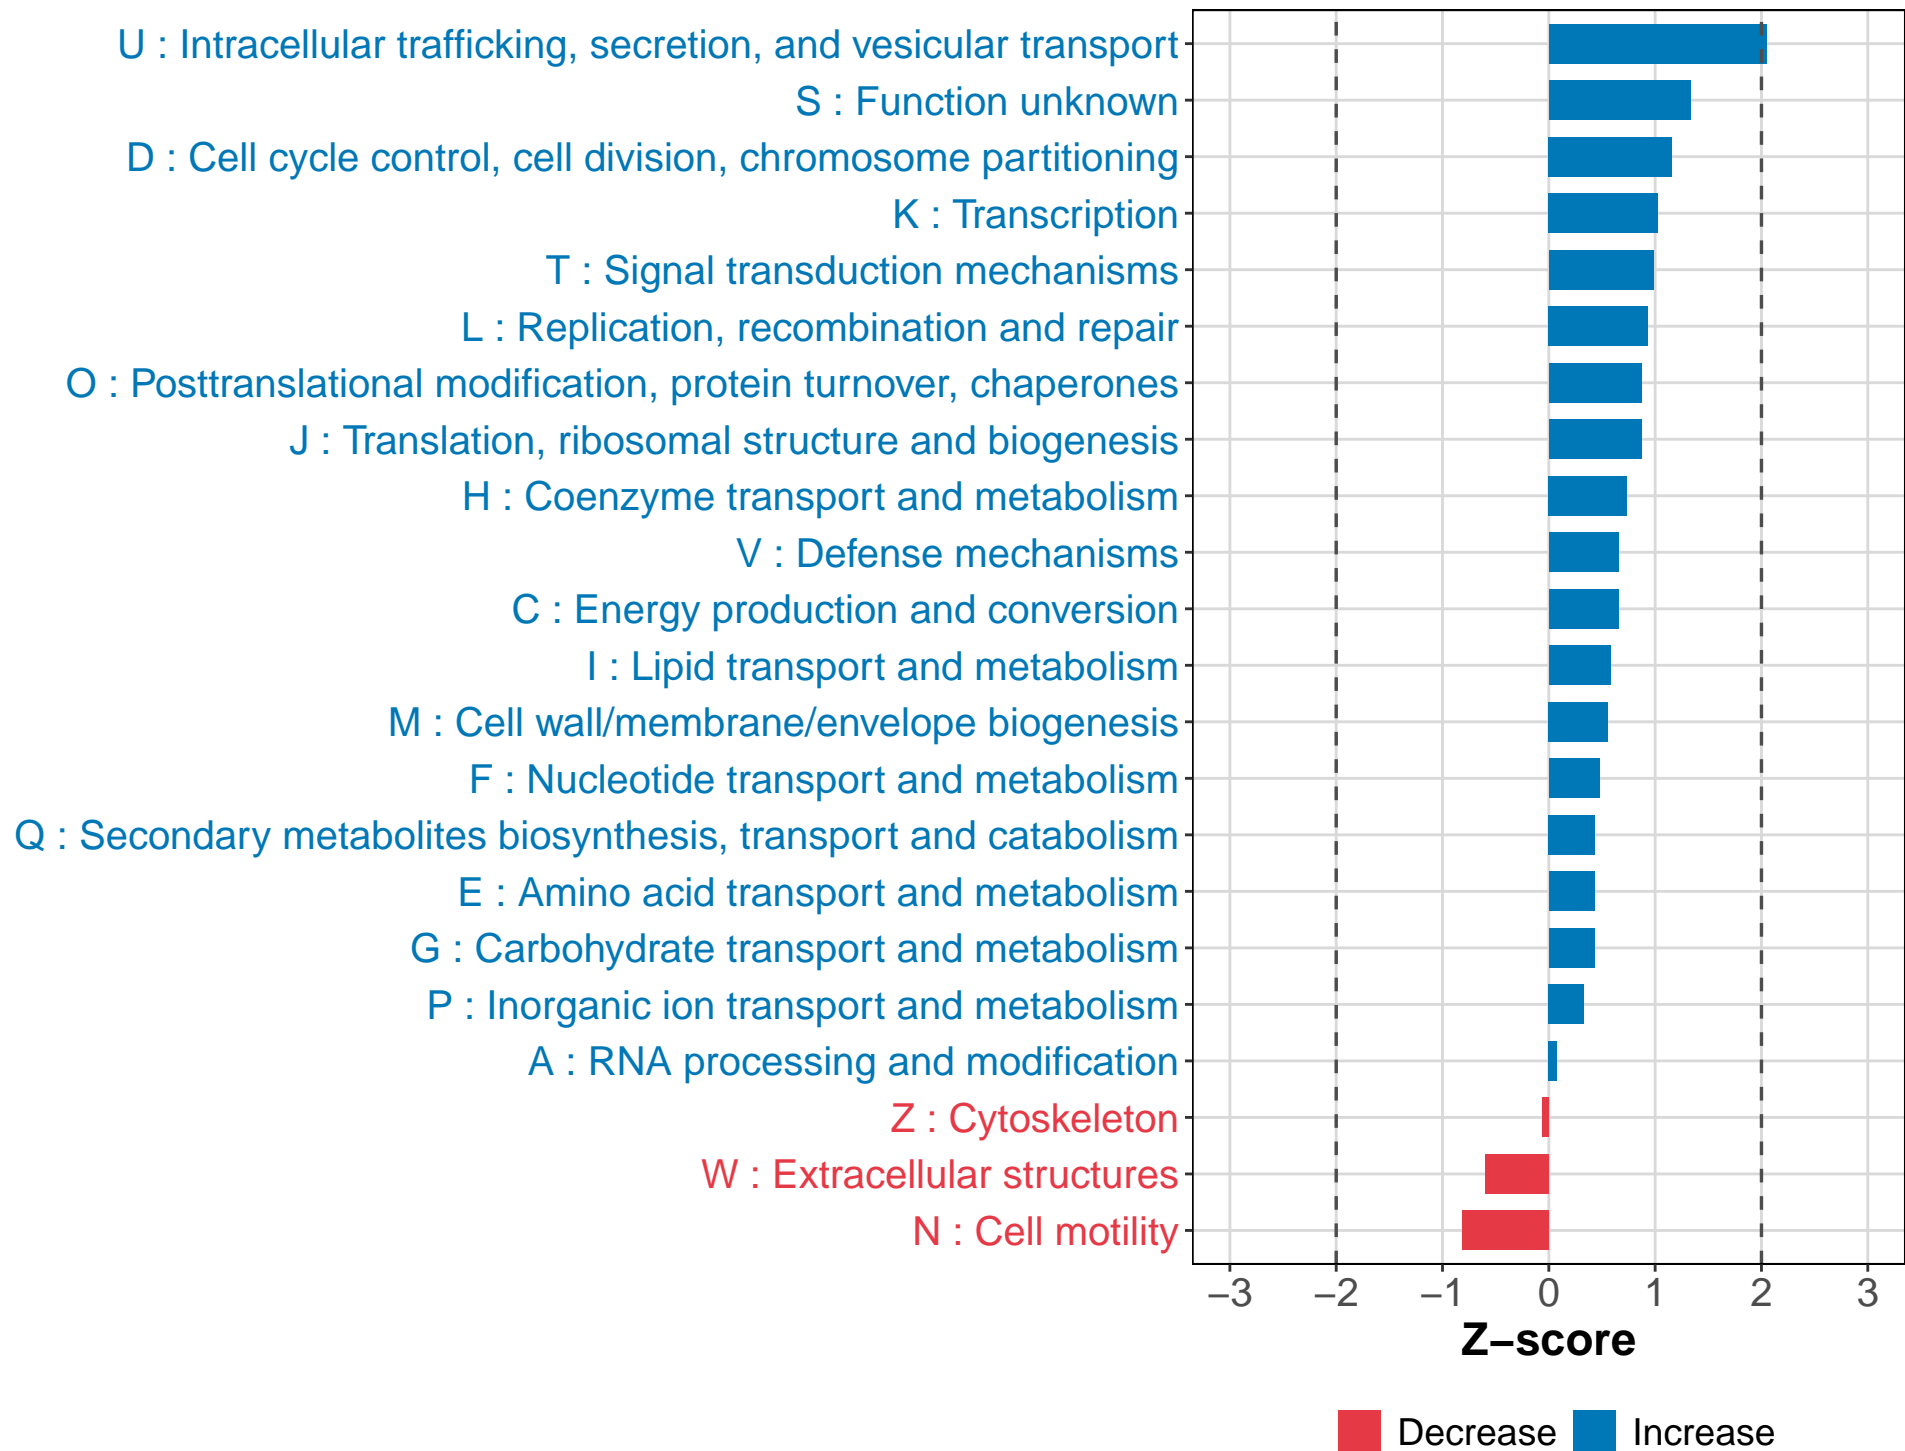 U : Intracellular trafficking, secretion, and vesicular transport
S : Function unknown
D : Cell cycle control, cell division, chromosome partitioning
K : Transcription
T : Signal transduction mechanisms
L : Replication, recombination and repair
O : Posttranslational modification, protein turnover, chaperones
J : Translation, ribosomal structure and biogenesis
H : Coenzyme transport and metabolism
V : Defense mechanisms
C : Energy production and conversion
I : Lipid transport and metabolism
M : Cell wall/membrane/envelope biogenesis
F : Nucleotide transport and metabolism
Q : Secondary metabolites biosynthesis, transport and catabolism
E : Amino acid transport and metabolism
G : Carbohydrate transport and metabolism
P : Inorganic ion transport and metabolism
A : RNA processing and modification
Z : Cytoskeleton
W : Extracellular structures
N : Cell motility
−3 −2 −1 0 1 2 3
Z−score
Decrease Increase